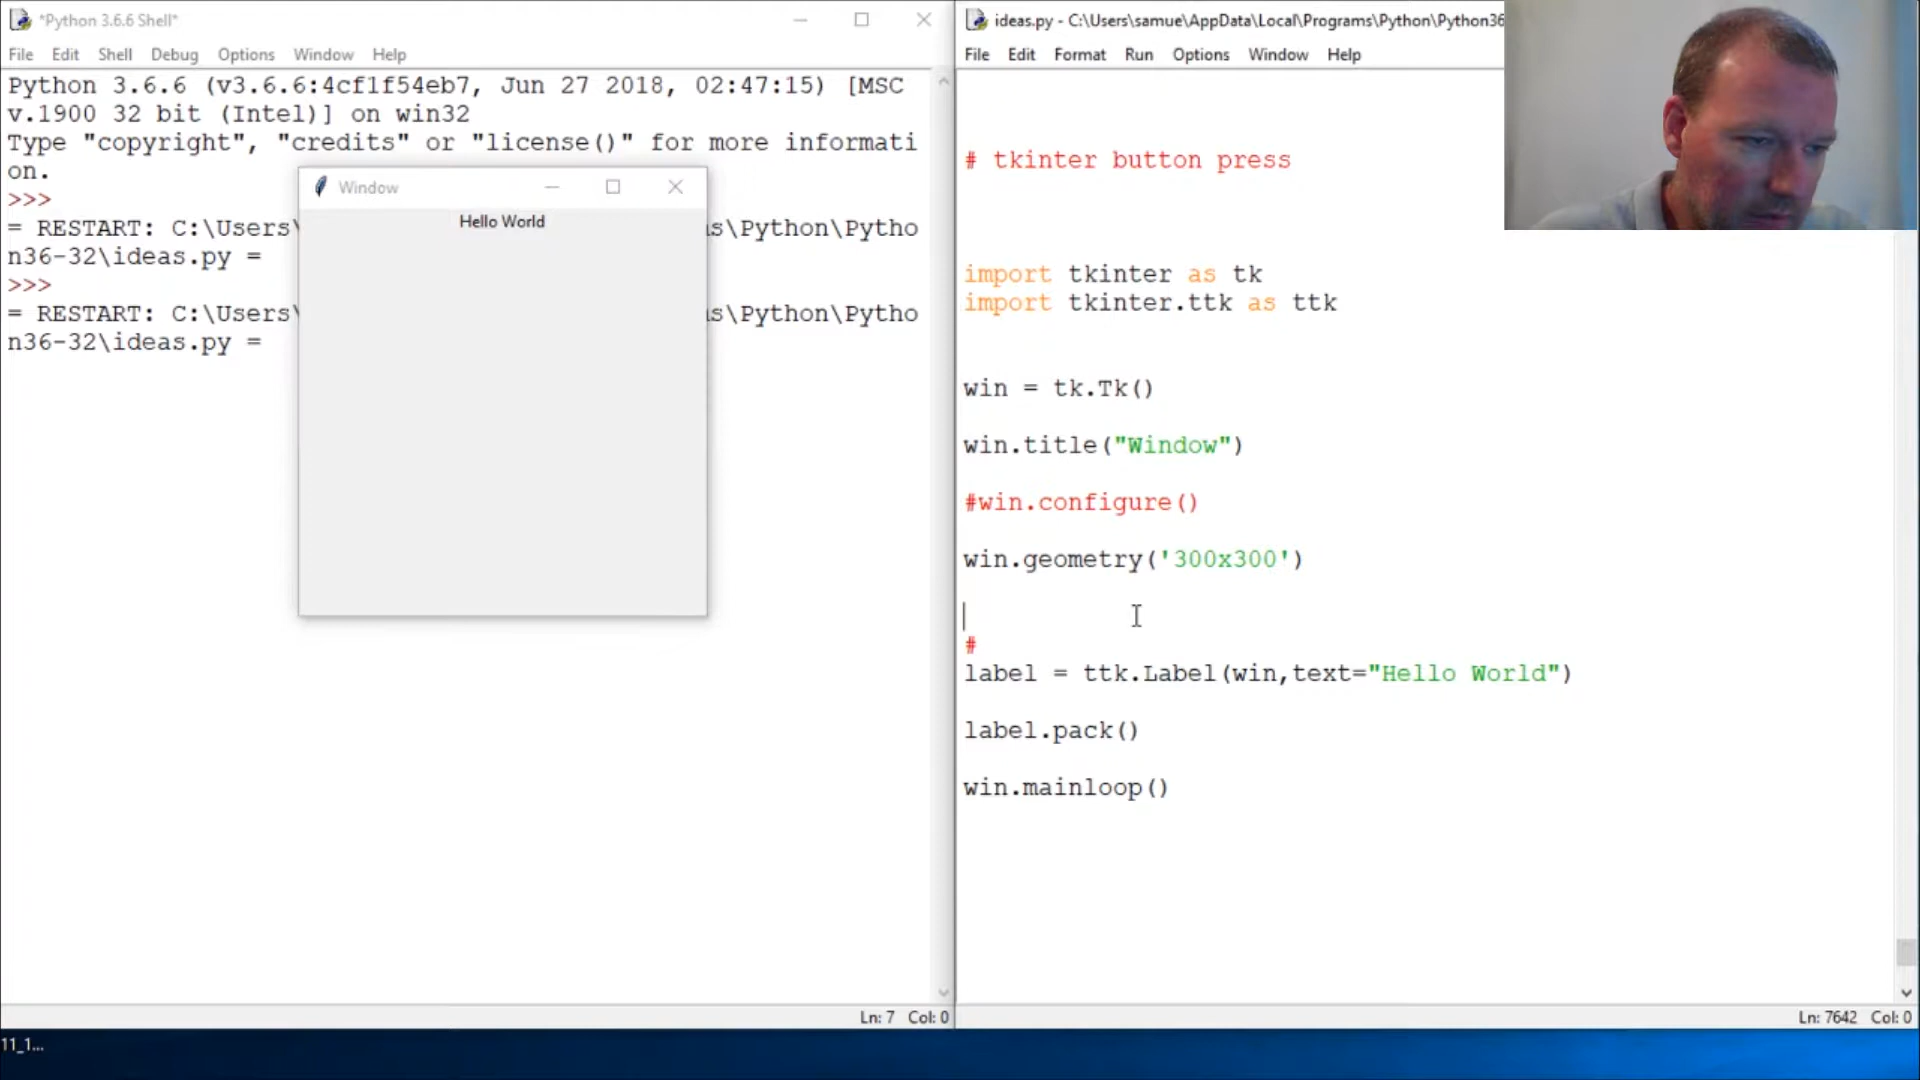 *Python 3.6.6 Shell*
File Edit Shell Debug Options Window Help
Python 3.6.6 (v3.6.6:4cf1f54eb7, Jun 27 2018, 02:47:15) [MSC
v.1900 32 bit (Intel)] on win32
Type "copyright", "credits" or "license()" for more informati
on.
>>>
= RESTART: C:\Users\ s\Python\Pytho
n36-32\ideas.py =
>>>
= RESTART: C:\Users\ s\Python\Pytho
n36-32\ideas.py =
Window
Hello World
Ln: 7 Col: 0
ideas.py - C:\Users\samue\AppData\Local\Programs\Python\Python36
File Edit Format Run Options Window Help
# tkinter button press
import tkinter as tk
import tkinter.ttk as ttk
win = tk.Tk()
win.title("Window")
#win.configure()
win.geometry('300x300')
#
label = ttk.Label(win,text="Hello World")
label.pack()
win.mainloop()
Ln: 7642 Col: 0
11_1...